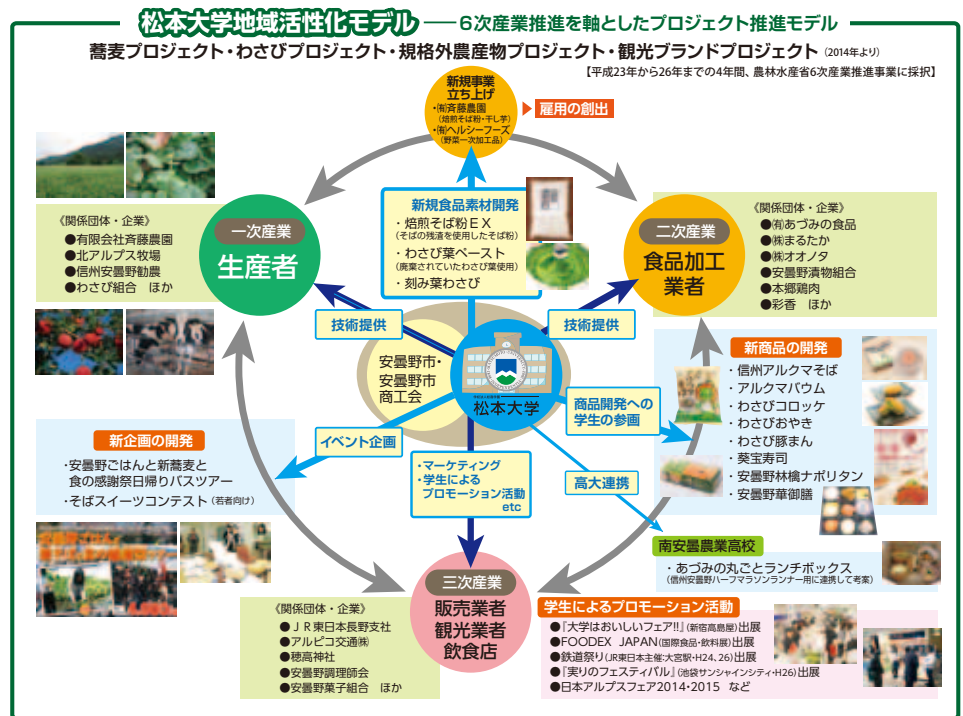 松本大学地域活性化モデル ── 6次産業推進を軸としたプロジェクト推進モデル
蕎麦プロジェクト・わさびプロジェクト・規格外農産物プロジェクト・観光ブランドプロジェクト (2014年より)
【平成23年から26年までの4年間、農林水産省6次産業推進事業に採択】
新規事業
立ち上げ
・㈲斉藤農園
(焙煎そば粉・干し芋)
・㈲ヘルシーフーズ
(野菜一次加工品)
雇用の創出
《関係団体・企業》
●有限会社斉藤農園
●北アルプス牧場
●信州安曇野勧農
●わさび組合 ほか
一次産業
生産者
新規食品素材開発
・焙煎そば粉EX
(そばの残渣を使用したそば粉)
・わさび葉ペースト
(廃棄されていたわさび葉使用)
・刻み葉わさび
二次産業
食品加工
業者
《関係団体・企業》
●㈲あづみの食品
●㈱まるたか
●㈱オオノタ
●安曇野漬物組合
●本郷鶏肉
●彩香 ほか
技術提供
技術提供
安曇野市・
安曇野市
商工会
松本大学
新商品の開発
・信州アルクマそば
・アルクマバウム
・わさびコロッケ
・わさびおやき
・わさび豚まん
・葵宝寿司
・安曇野林檎ナポリタン
・安曇野華御膳
商品開発への
学生の参画
新企画の開発
・安曇野ごはんと新蕎麦と
食の感謝祭日帰りバスツアー
・そばスイーツコンテスト(若者向け)
イベント企画
・マーケティング
・学生による
プロモーション活動
etc
高大連携
南安曇農業高校
・あづみの丸ごとランチボックス
(信州安曇野ハーフマラソンランナー用に連携して考案)
三次産業
販売業者
観光業者
飲食店
《関係団体・企業》
●JR東日本長野支社
●アルピコ交通㈱
●穂高神社
●安曇野調理師会
●安曇野菓子組合 ほか
学生によるプロモーション活動
●『大学はおいしいフェア!!』(新宿高島屋)出展
●FOODEX JAPAN(国際食品・飲料展)出展
●鉄道祭り(JR東日本主催:大宮駅・H24、26)出展
●『実りのフェスティバル』(池袋サンシャインシティ・H26)出展
●日本アルプスフェア2014・2015 など